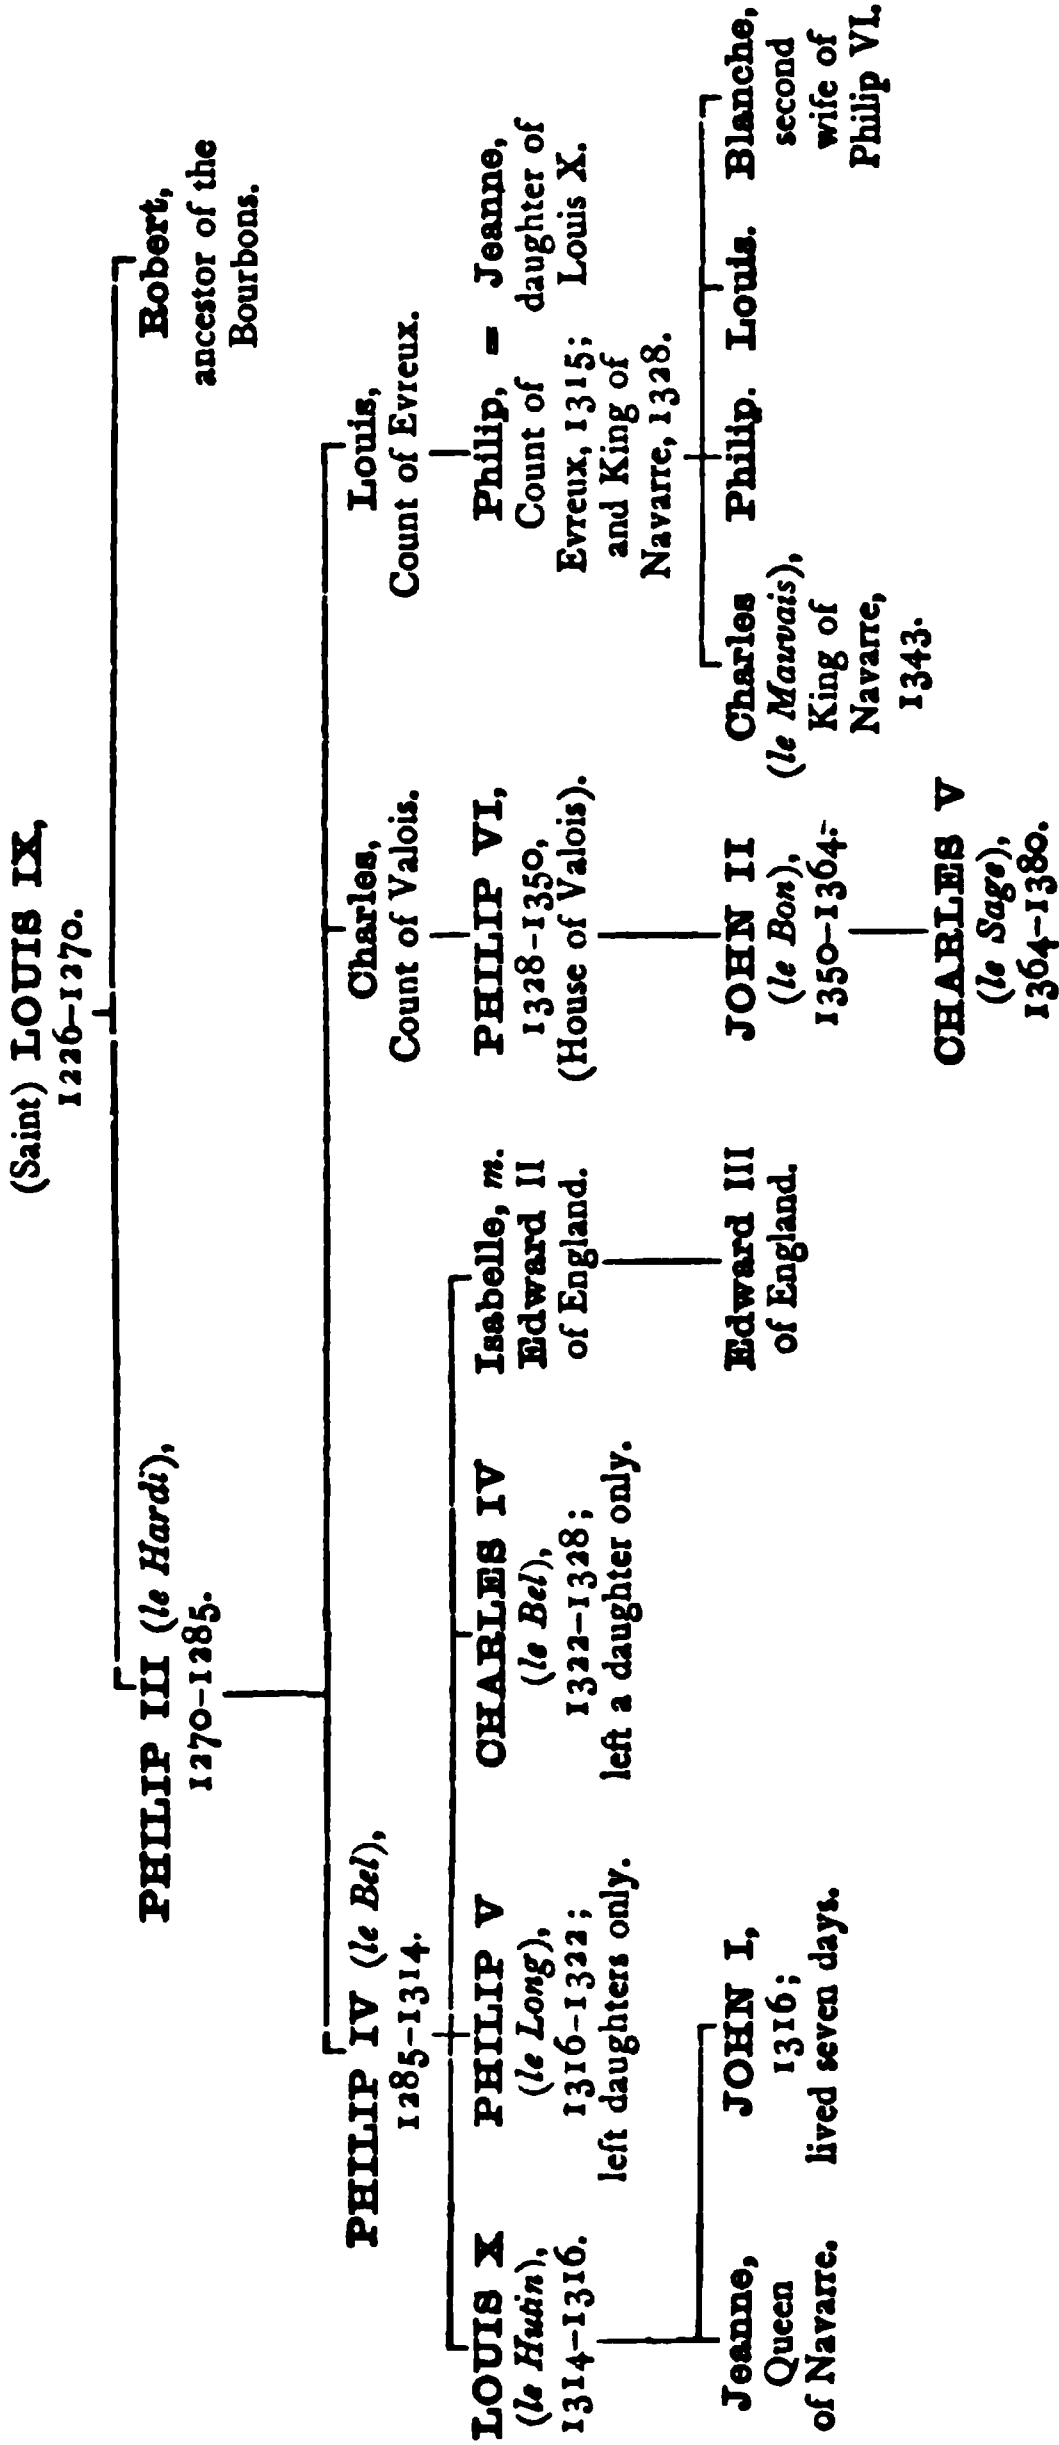 (Saint) LOUIS IX,
1226–1270.
PHILIP III (le Hardi),
1270–1285.
Robert,
ancestor of the
Bourbons.
PHILIP IV (le Bel),
1285–1314.
Charles,
Count of Valois.
Louis,
Count of Evreux.
LOUIS X
(le Hutin),
1314–1316.
PHILIP V
(le Long),
1316–1322;
left daughters only.
CHARLES IV
(le Bel),
1322–1328;
left a daughter only.
Isabelle, m.
Edward II
of England.
PHILIP VI,
1328–1350,
(House of Valois).
Philip, =
Count of
Evreux, 1315;
and King of
Navarre, 1328.
Jeanne,
daughter of
Louis X.
Jeanne,
Queen
of Navarre.
JOHN I,
1316;
lived seven days.
Edward III
of England.
JOHN II
(le Bon),
1350–1364.
Charles
(le Mauvais),
King of
Navarre,
1343.
Philip.
Louis.
Blanche,
second
wife of
Philip VI.
CHARLES V
(le Sage),
1364–1380.